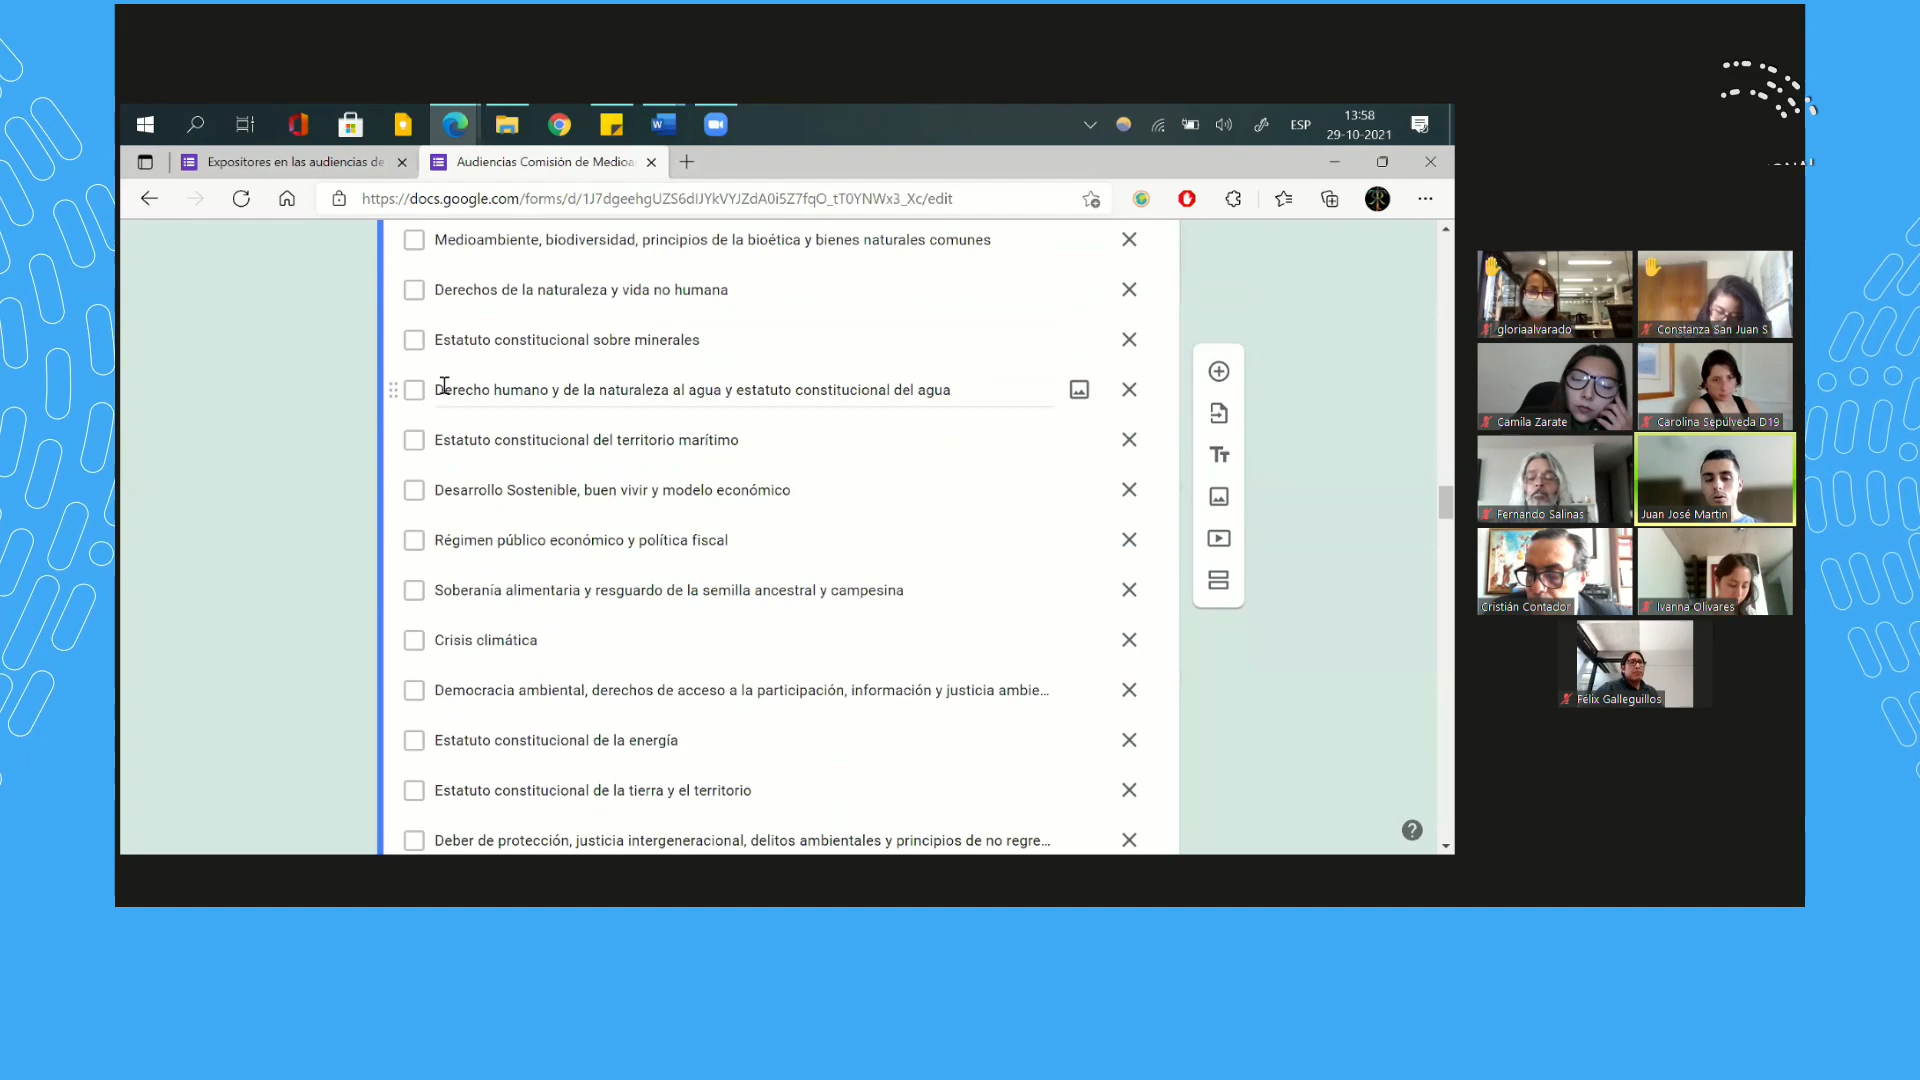 ESP
13:58
29-10-2021
Expositores en las audiencias de
Audiencias Comisión de Medioa
https://docs.google.com/forms/d/1J7dgeehgUZS6dIJYkVYJZdA0i5Z7fqO_tT0YNWx3_Xc/edit
Medioambiente, biodiversidad, principios de la bioética y bienes naturales comunes
Derechos de la naturaleza y vida no humana
Estatuto constitucional sobre minerales
Derecho humano y de la naturaleza al agua y estatuto constitucional del agua
Estatuto constitucional del territorio marítimo
Desarrollo Sostenible, buen vivir y modelo económico
Régimen público económico y política fiscal
Soberanía alimentaria y resguardo de la semilla ancestral y campesina
Crisis climática
Democracia ambiental, derechos de acceso a la participación, información y justicia ambie...
Estatuto constitucional de la energía
Estatuto constitucional de la tierra y el territorio
Deber de protección, justicia intergeneracional, delitos ambientales y principios de no regre...
Tт
gloriaalvarado
Constanza San Juan S
Camila Zarate
Carolina Sepúlveda D19
Fernando Salinas
Juan José Martin
Cristián Contador
Ivanna Olivares
Félix Galleguillos